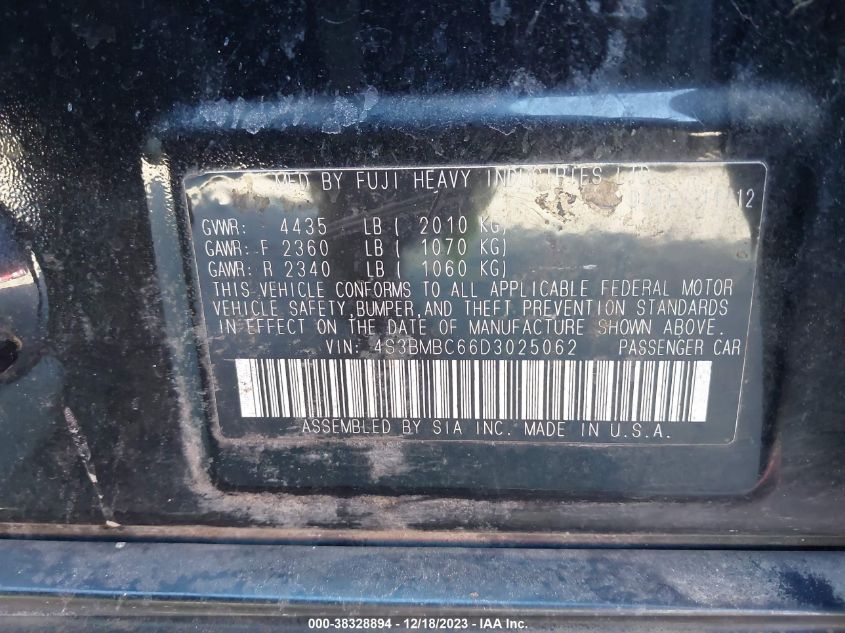 MFD BY FUJI HEAVY INDUSTRIES LTD.
GVWR: 4435 LB ( 2010 KG)
GAWR: F 2360 LB ( 1070 KG)
GAWR: R 2340 LB ( 1060 KG)
THIS VEHICLE CONFORMS TO ALL APPLICABLE FEDERAL MOTOR
VEHICLE SAFETY,BUMPER,AND THEFT PREVENTION STANDARDS
IN EFFECT ON THE DATE OF MANUFACTURE SHOWN ABOVE.
VIN: 4S3BMBC66D3025062 PASSENGER CAR
ASSEMBLED BY SIA INC. MADE IN U.S.A.
000-38328894 - 12/18/2023 - IAA Inc.